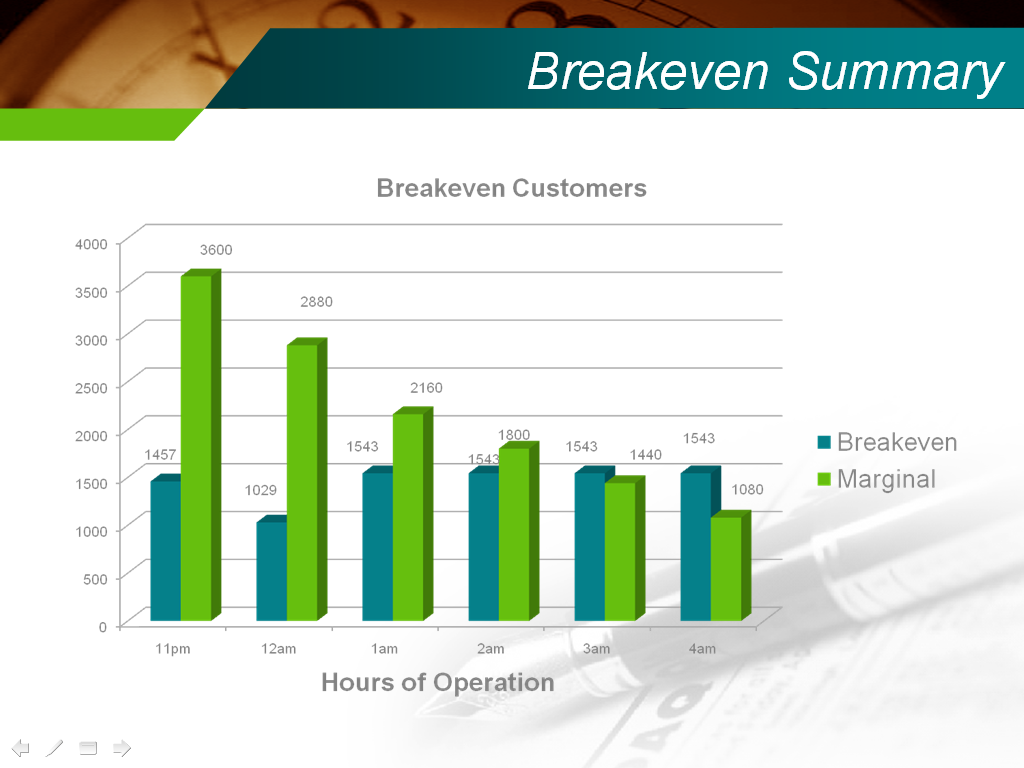 Breakeven Summary
Breakeven Customers
4000
3500
3000
2500
2000
1500
1000
500
0
3600
2880
2160
1800
1457
1029
1543
1543
1543
1440
1543
1080
11pm
12am
1am
2am
3am
4am
Hours of Operation
Breakeven
Marginal